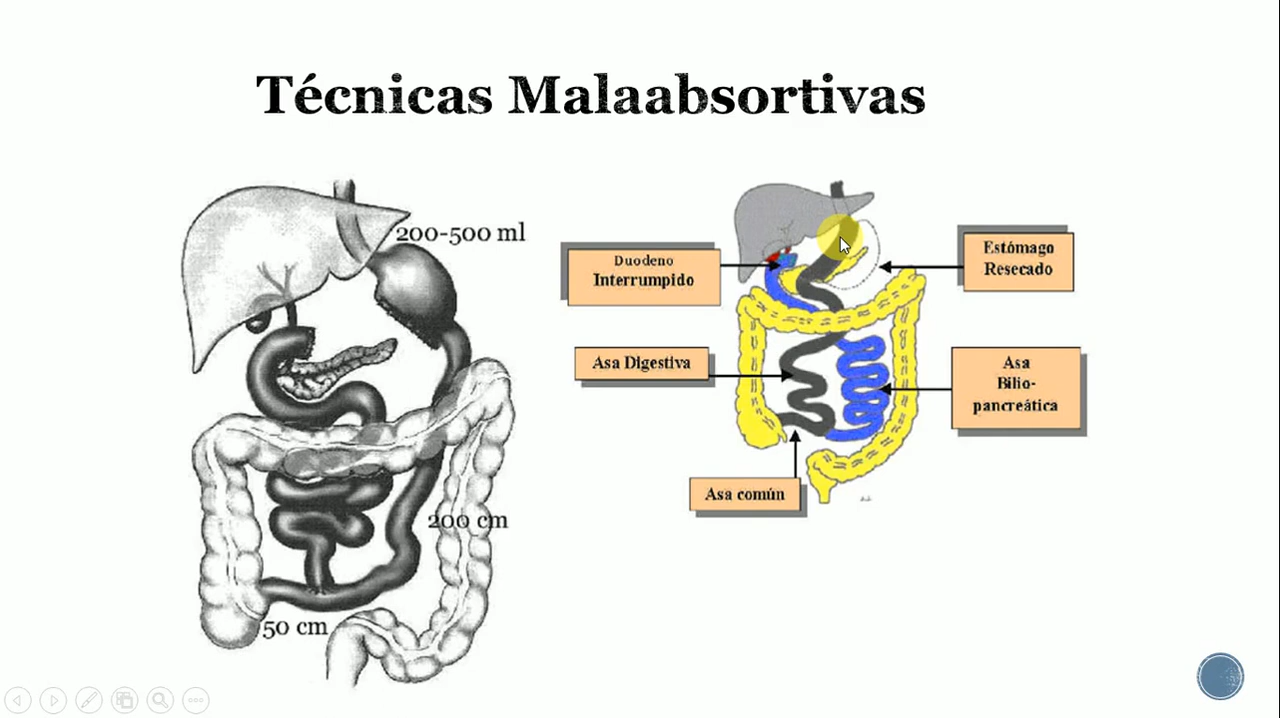 Técnicas Malaabsortivas
200-500 ml
200 cm
50 cm
Duodeno
Interrumpido
Estómago
Resecado
Asa Digestiva
Asa
Bilio-
pancreática
Asa común